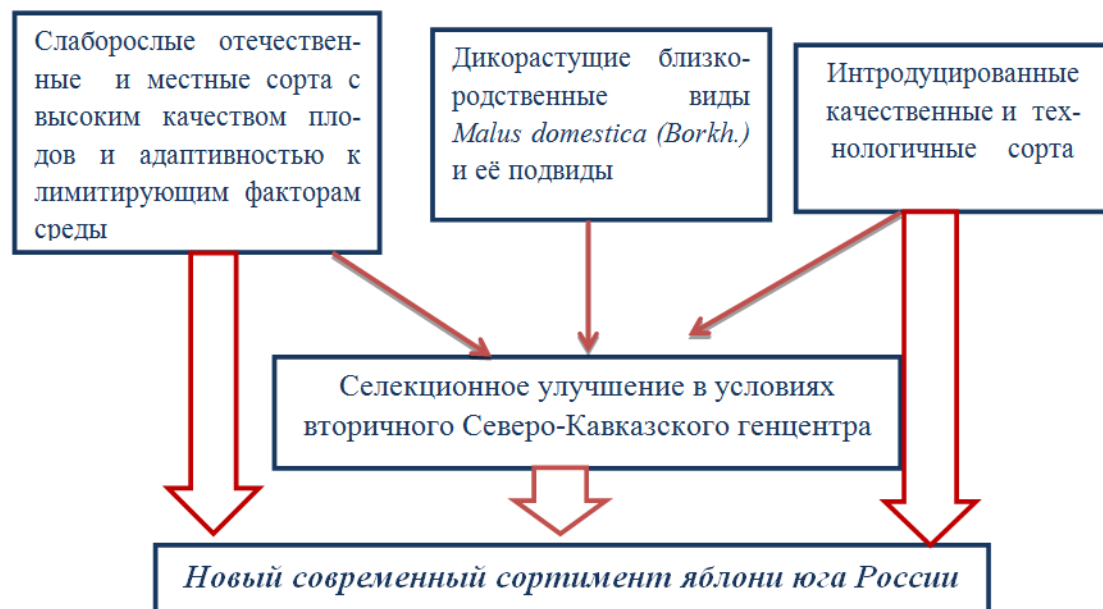 Слаборослые отечествен-
ные и местные сорта с
высоким качеством пло-
дов и адаптивностью к
лимитирующим факторам
среды
Дикорастущие близко-
родственные виды
Malus domestica (Borkh.)
и её подвиды
Интродуцированные
качественные и тех-
нологичные сорта
Селекционное улучшение в условиях
вторичного Северо-Кавказского генцентра
Новый современный сортимент яблони юга России